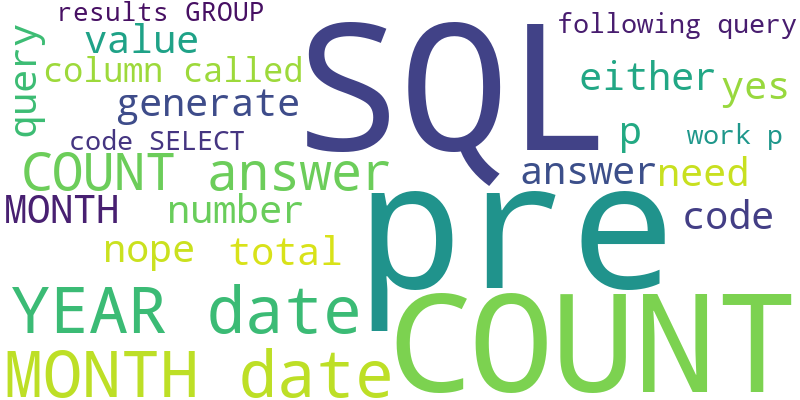 results GROUP
following query
value
query
column called
either
yes
generate
SQL
code SELECT
p
work p
COUNT answer
answer
need
MONTH
number
pre
code
nope
total
YEAR date
COUNT
MONTH date